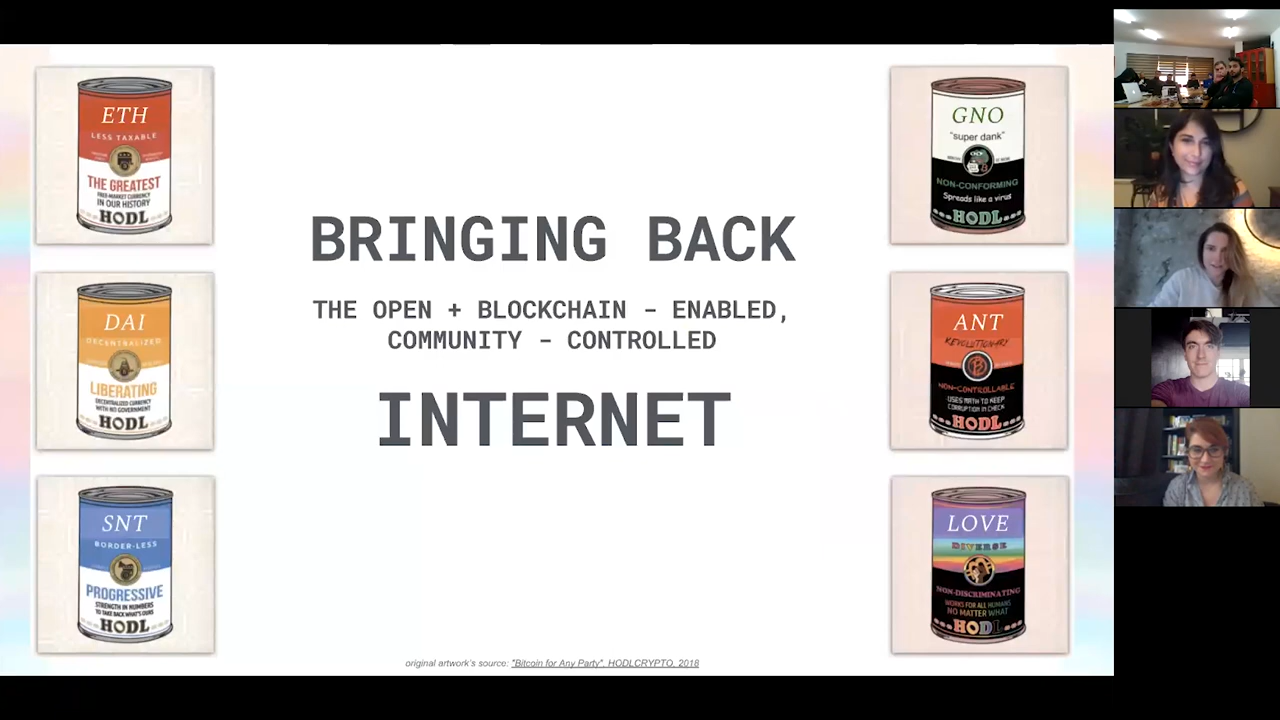 ETH
LESS TAXABLE
THE GREATEST
FREE-MARKET CURRENCY
IN OUR HISTORY
HODL
DAI
DECENTRALIZED
LIBERATING
DECENTRALIZED CURRENCY
WITH NO GOVERNMENT
HODL
SNT
BORDER-LESS
PROGRESSIVE
STRENGTH IN NUMBERS
TO TAKE BACK WHAT'S OURS
HODL
BRINGING BACK
THE OPEN + BLOCKCHAIN - ENABLED,
COMMUNITY - CONTROLLED
INTERNET
original artwork's source: "Bitcoin for Any Party", HODLCRYPTO, 2018
GNO
"super dank"
NON-CONFORMING
Spreads like a virus
HODL
ANT
REVOLUTIONARY
NON-CONTROLLABLE
USES MATH TO KEEP
CORRUPTION IN CHECK
HODL
LOVE
DIVERSE
NON-DISCRIMINATING
WORKS FOR ALL HUMANS
NO MATTER WHAT
HODL